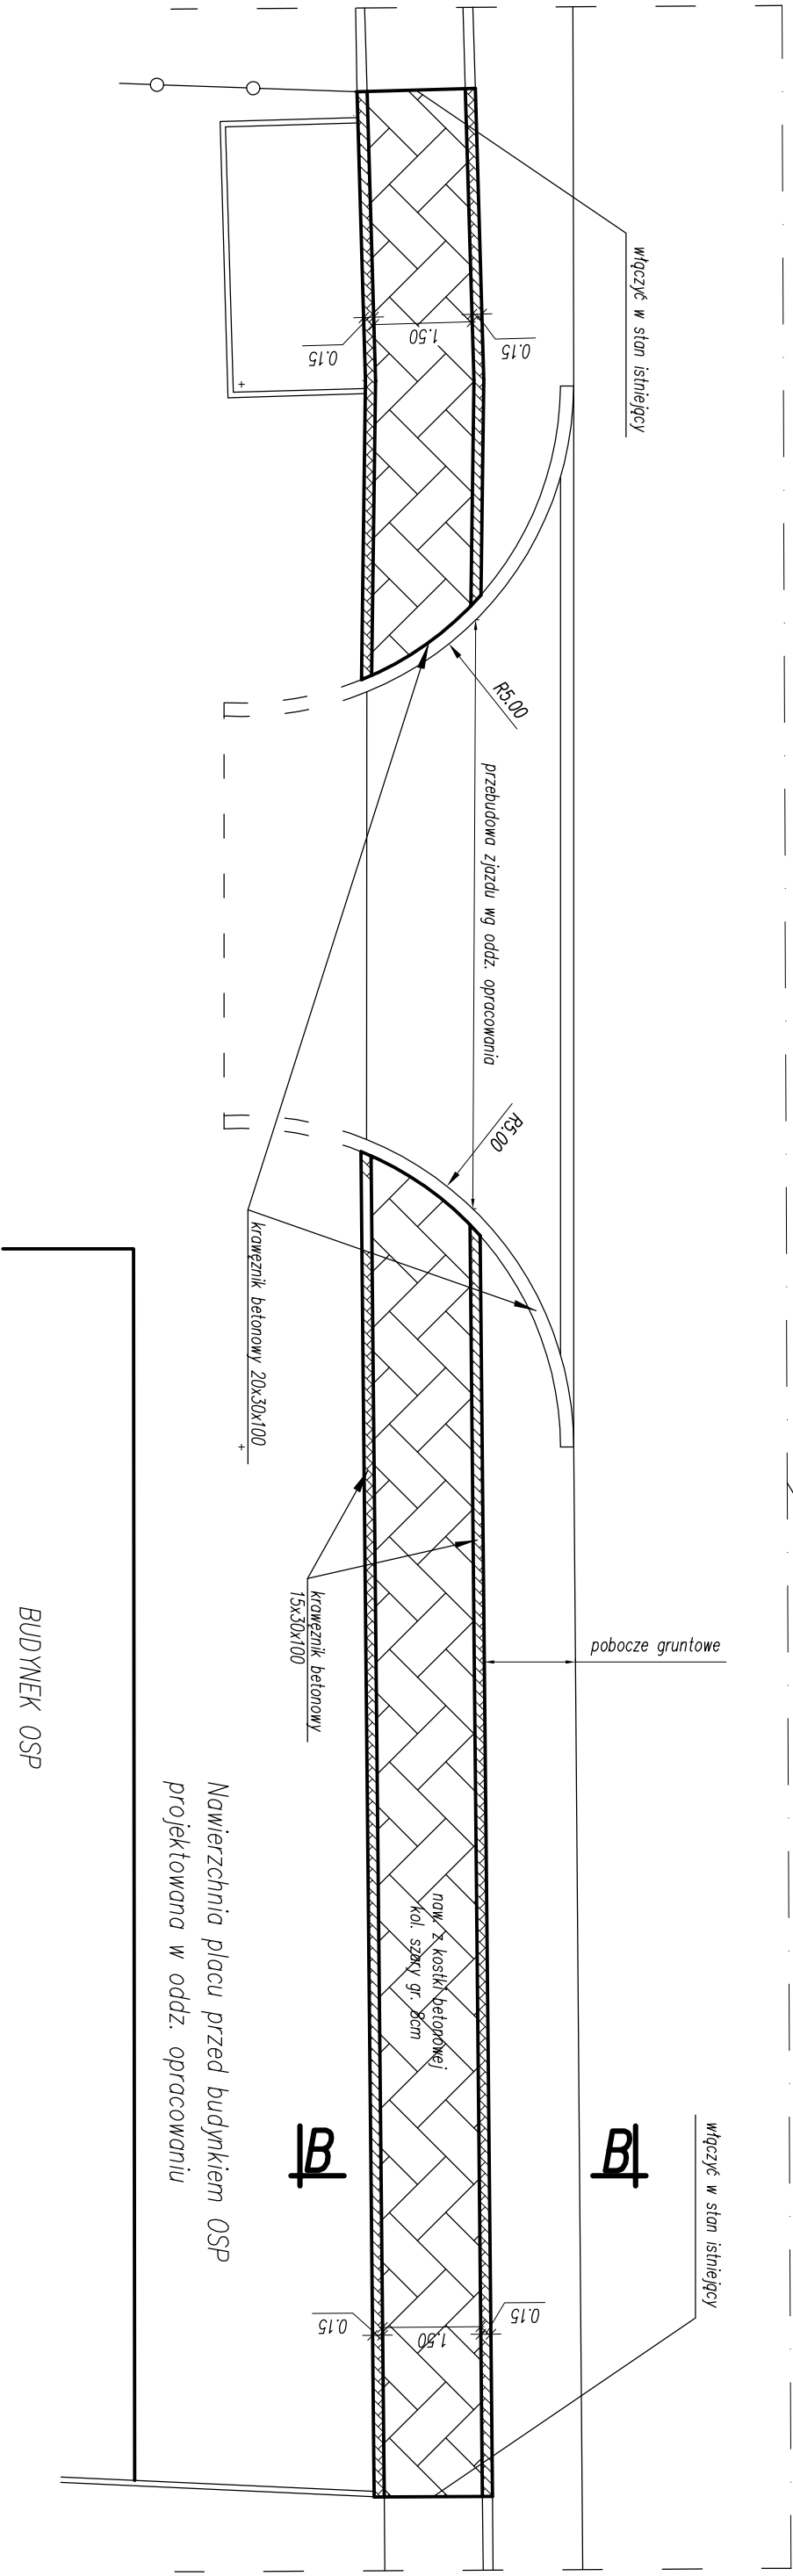 włączyć w stan istniejący
0.15
1.50
0.15
R5.00
przebudowa zjazdu wg oddz. opracowania
R5.00
krawężnik betonowy 20x30x100
krawężnik betonowy
15x30x100
pobocze gruntowe
BUDYNEK OSP
Nawierzchnia placu przed budynkiem OSP
projektowana w oddz. opracowaniu
naw. z kostki betonowej
kol. szary gr. 8cm
B
B
włączyć w stan istniejący
0.15
1.50
0.15